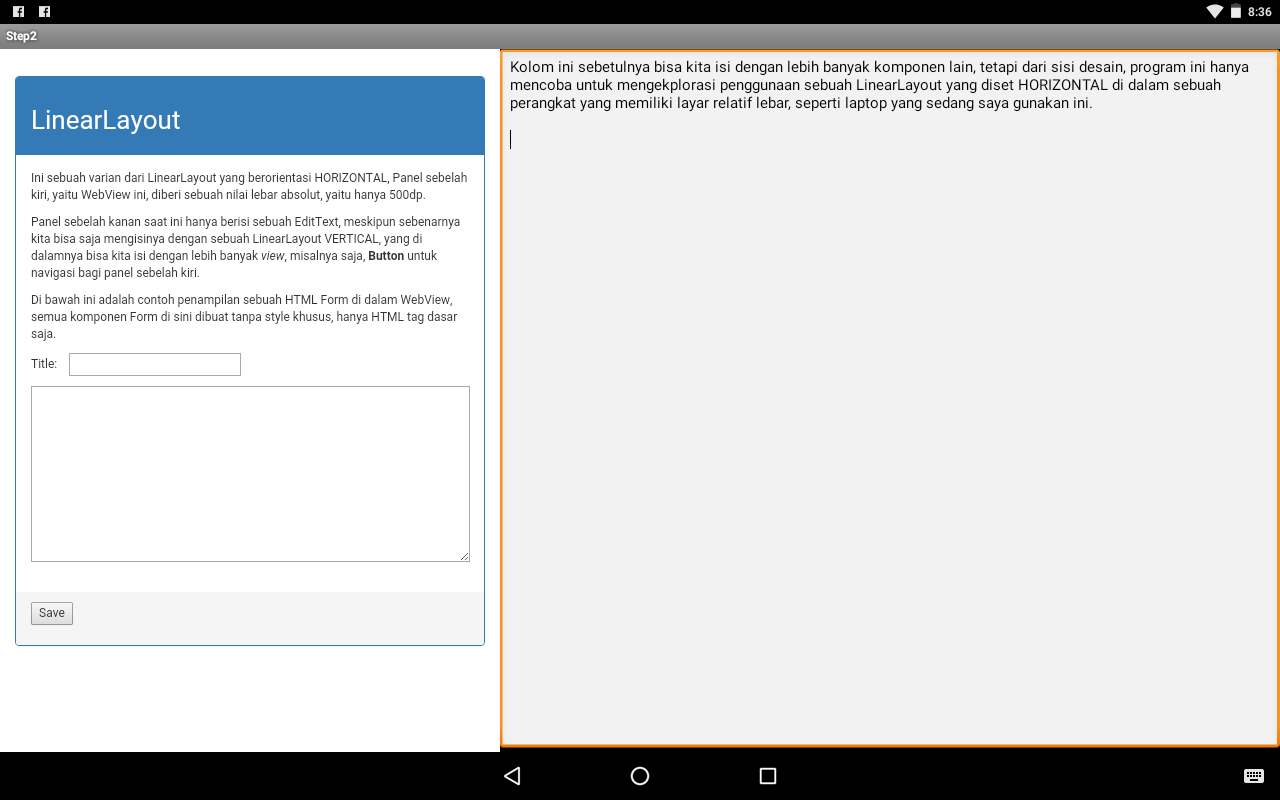 8:36
Step2
LinearLayout
Ini sebuah varian dari LinearLayout yang berorientasi HORIZONTAL, Panel sebelah
kiri, yaitu WebView ini, diberi sebuah nilai lebar absolut, yaitu hanya 500dp.
Panel sebelah kanan saat ini hanya berisi sebuah EditText, meskipun sebenarnya
kita bisa saja mengisinya dengan sebuah LinearLayout VERTICAL, yang di
dalamnya bisa kita isi dengan lebih banyak view, misalnya saja, Button untuk
navigasi bagi panel sebelah kiri.
Di bawah ini adalah contoh penampilan sebuah HTML Form di dalam WebView,
semua komponen Form di sini dibuat tanpa style khusus, hanya HTML tag dasar
saja.
Title:
Save
Kolom ini sebetulnya bisa kita isi dengan lebih banyak komponen lain, tetapi dari sisi desain, program ini hanya
mencoba untuk mengekplorasi penggunaan sebuah LinearLayout yang diset HORIZONTAL di dalam sebuah
perangkat yang memiliki layar relatif lebar, seperti laptop yang sedang saya gunakan ini.